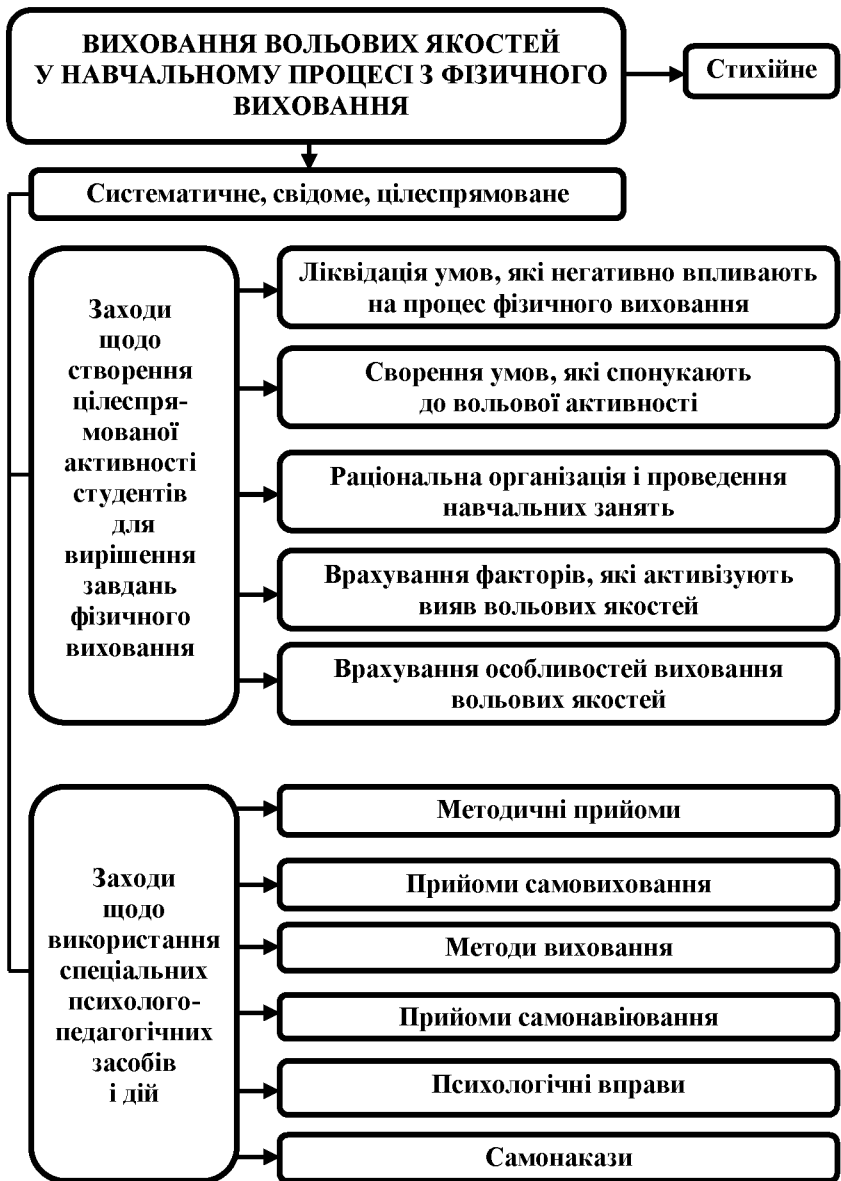 ВИХОВАННЯ ВОЛЬОВИХ ЯКОСТЕЙ
У НАВЧАЛЬНОМУ ПРОЦЕСІ З ФІЗИЧНОГО
ВИХОВАННЯ
Стихійне
Систематичне, свідоме, цілеспрямоване
Заходи
щодо
створення
цілеспря-
мованої
активності
студентів
для
вирішення
завдань
фізичного
виховання
Ліквідація умов, які негативно впливають
на процес фізичного виховання
Сворення умов, які спонукають
до вольової активності
Раціональна організація і проведення
навчальних занять
Врахування факторів, які активізують
вияв вольових якостей
Врахування особливостей виховання
вольових якостей
Заходи
щодо
використання
спеціальних
психолого-
педагогічних
засобів
і дій
Методичні прийоми
Прийоми самовиховання
Методи виховання
Прийоми самонавіювання
Психологічні вправи
Самонакази